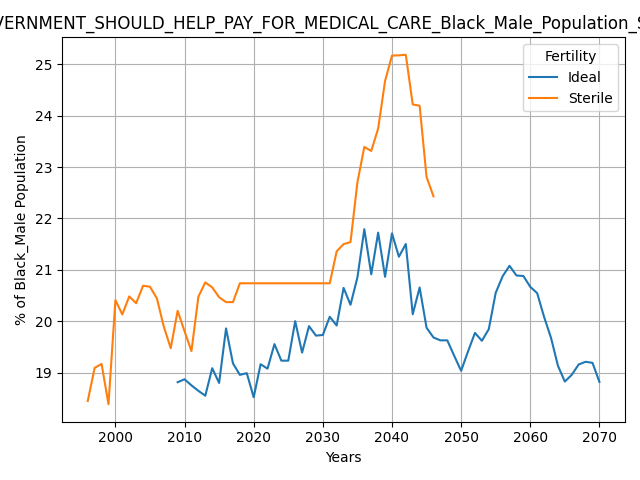 VERNMENT_SHOULD_HELP_PAY_FOR_MEDICAL_CARE_Black_Male_Population_S
Fertility
Ideal
Sterile
% of Black_Male Population
25
24
23
22
21
20
19
2000 2010 2020 2030 2040 2050 2060 2070
Years